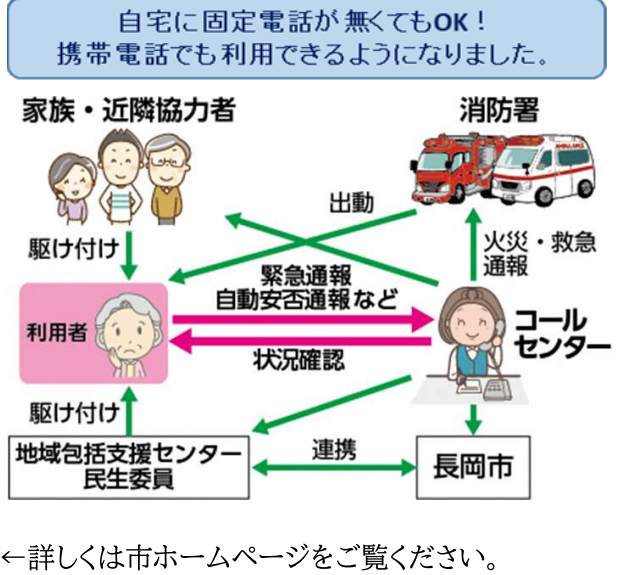 自宅に固定電話が無くてもOK！
携帯電話でも利用できるようになりました。
家族・近隣協力者
消防署
AMBULANCE
出動
駆け付け
火災・救急
通報
緊急通報
自動安否通報など
利用者
コール
センター
状況確認
駆け付け
地域包括支援センター
民生委員
連携
長岡市
←詳しくは市ホームページをご覧ください。